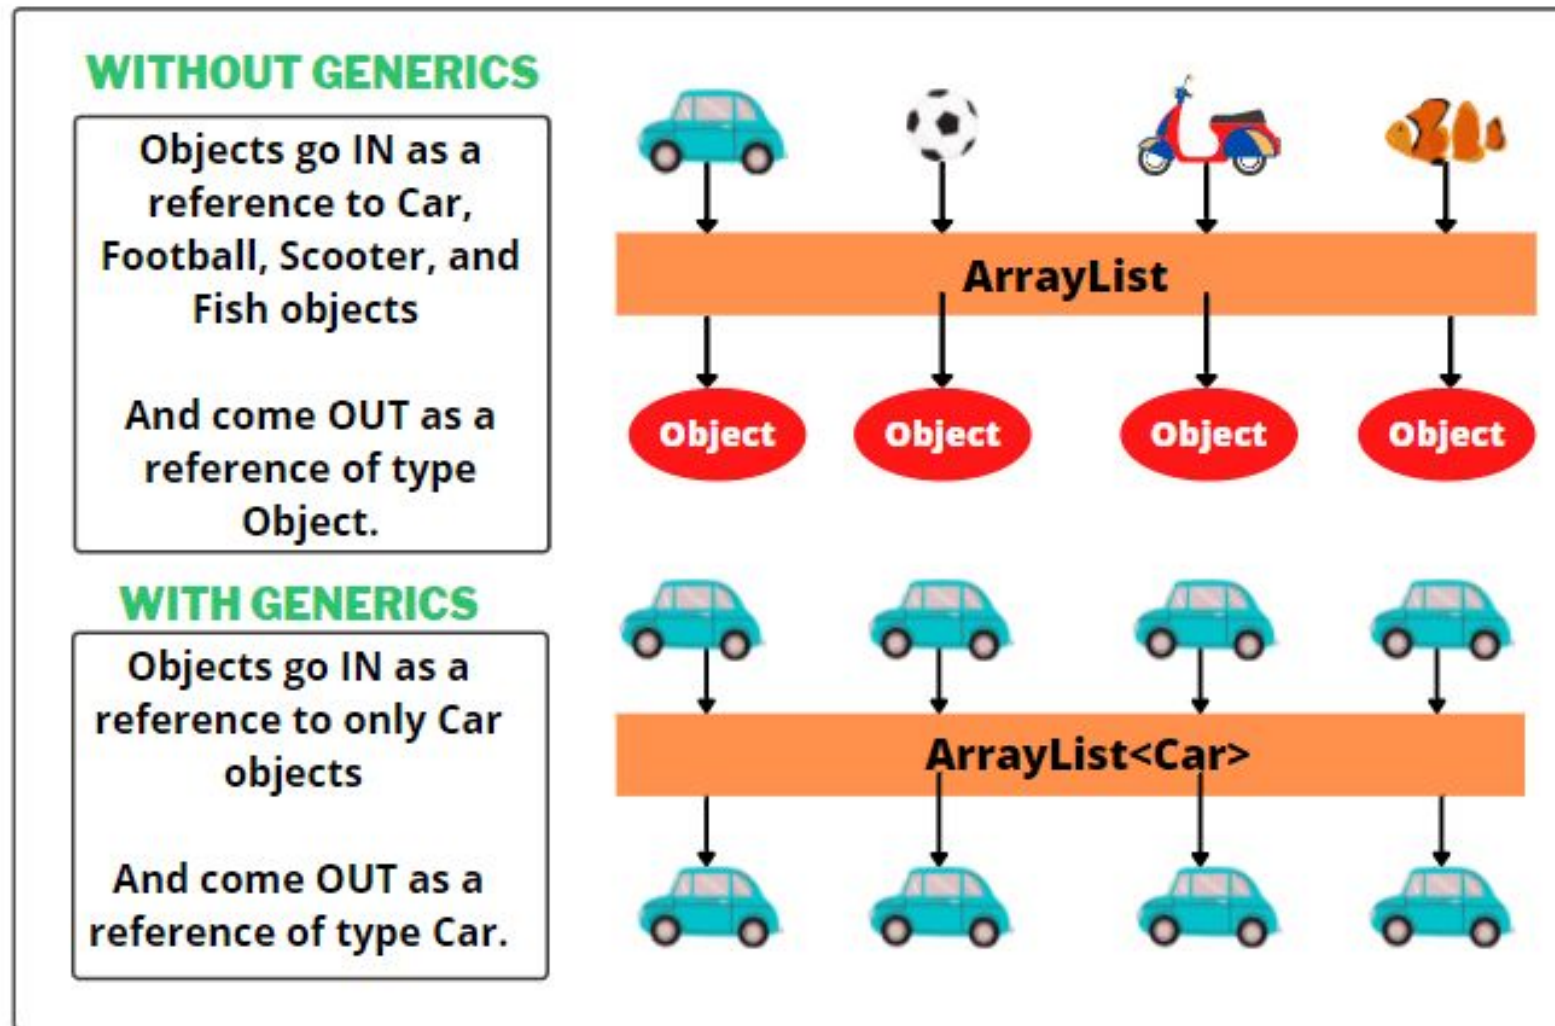 WITHOUT GENERICS
Objects go IN as a
reference to Car,
Football, Scooter, and
Fish objects
And come OUT as a
reference of type
Object.
ArrayList
Object Object Object Object
WITH GENERICS
Objects go IN as a
reference to only Car
objects
And come OUT as a
reference of type Car.
ArrayList<Car>